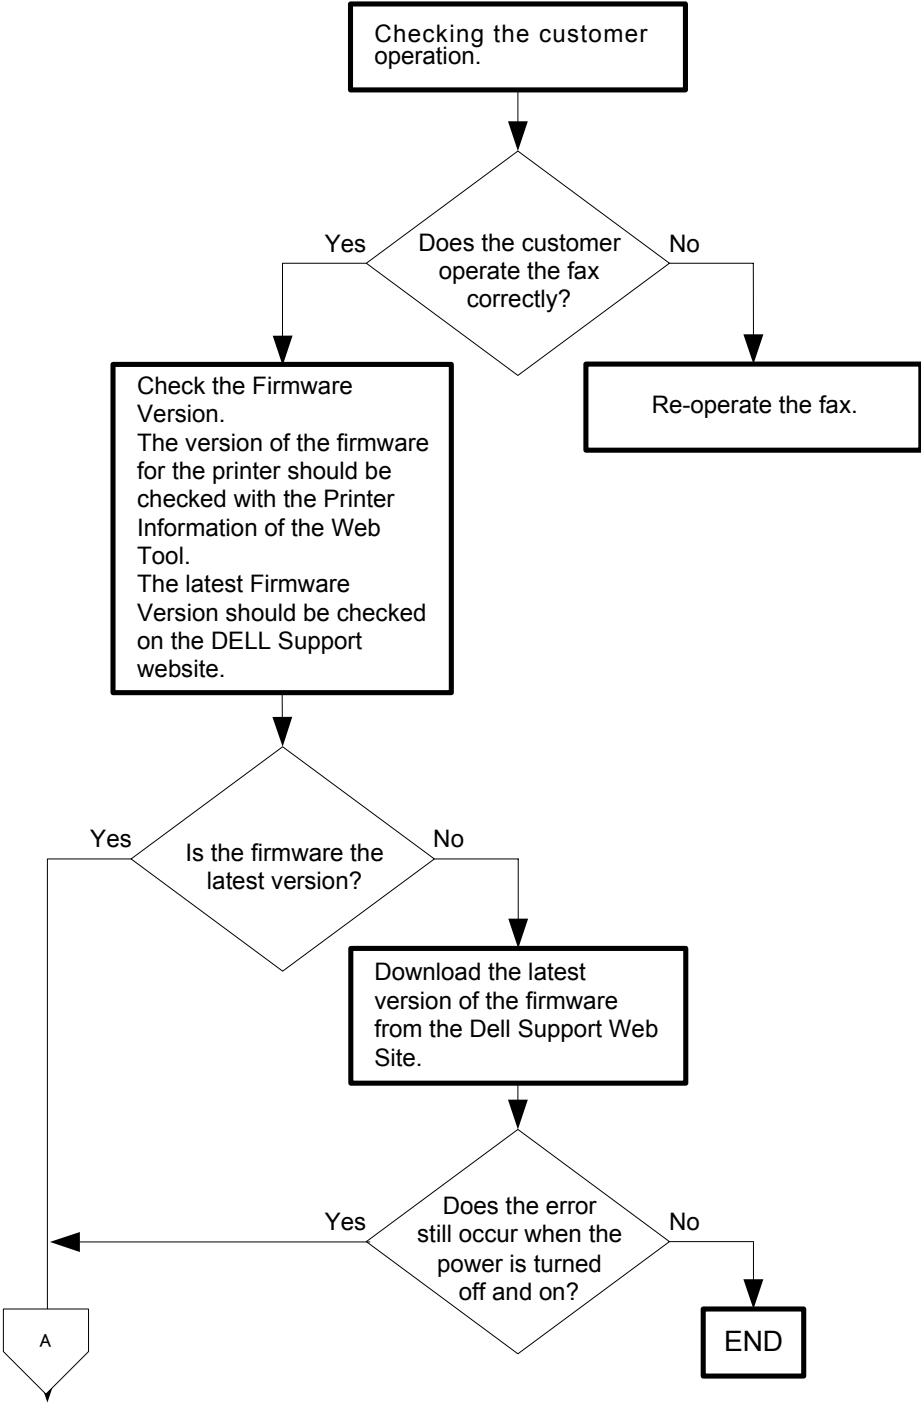 Checking the customer
operation.
Yes
Does the customer
operate the fax
correctly?
No
Check the Firmware
Version.
The version of the firmware
for the printer should be
checked with the Printer
Information of the Web
Tool.
The latest Firmware
Version should be checked
on the DELL Support
website.
Re-operate the fax.
Yes
Is the firmware the
latest version?
No
Download the latest
version of the firmware
from the Dell Support Web
Site.
Yes
Does the error
still occur when the
power is turned
off and on?
No
A
END